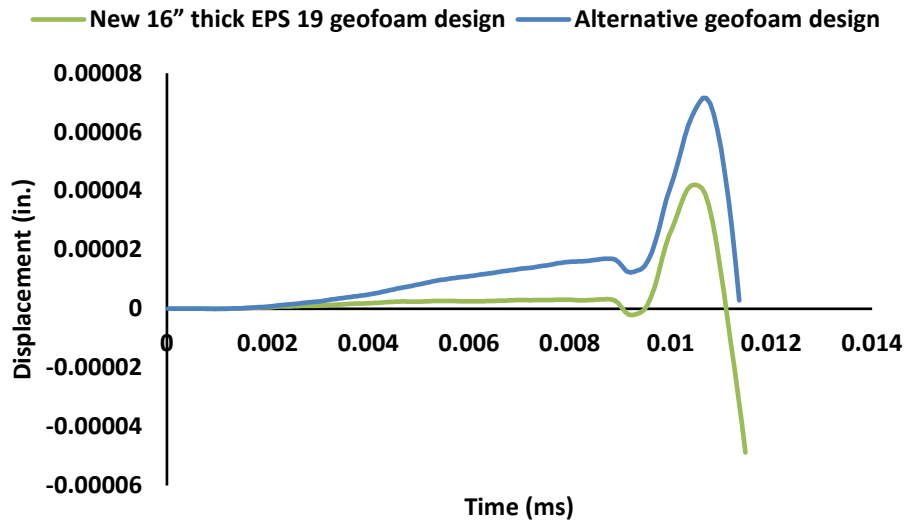 New 16” thick EPS 19 geofoam design Alternative geofoam design
0.00008
0.00006
0.00004
0.00002
0
-0.00002
-0.00004
-0.00006
Displacement (in.)
0 0.002 0.004 0.006 0.008 0.01 0.012 0.014
Time (ms)